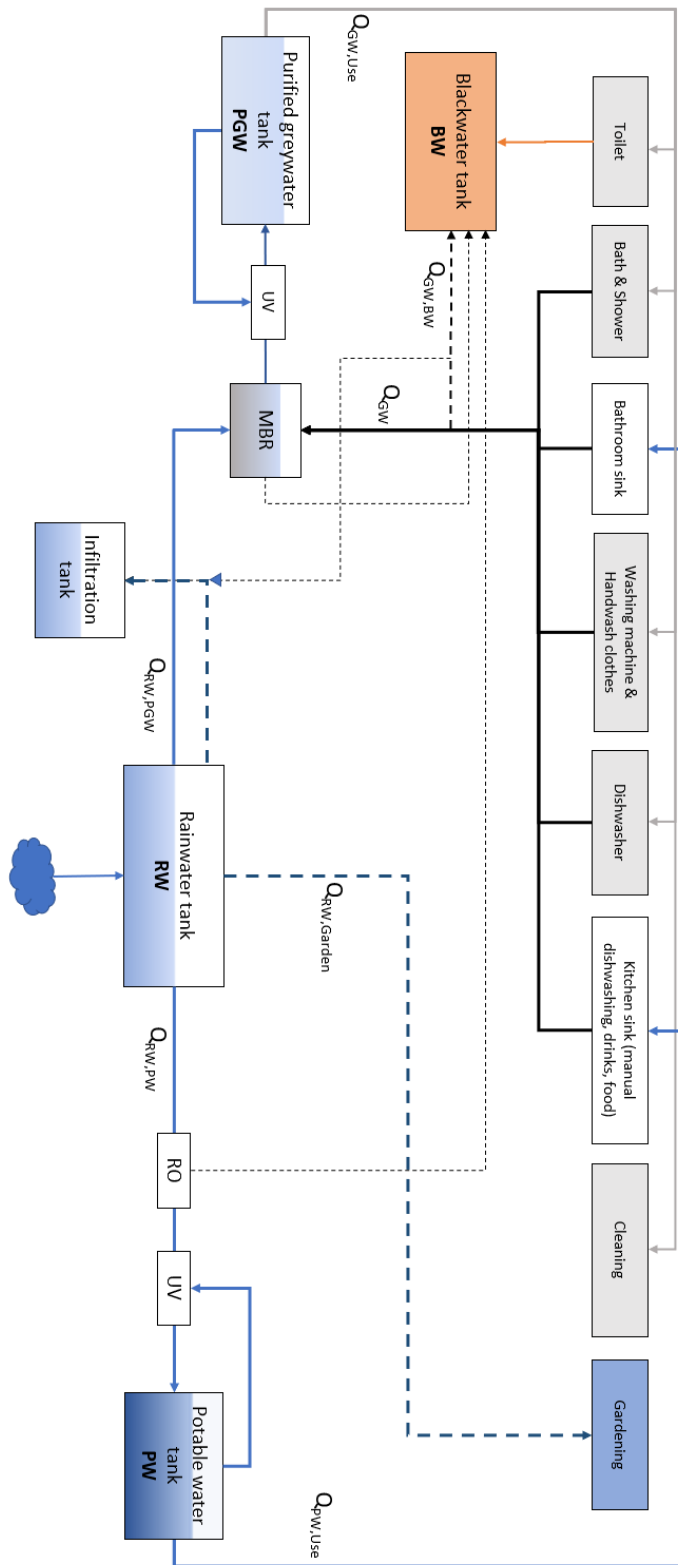 Toilet
Bath & Shower
Bathroom sink
Washing machine &
Handwash clothes
Dishwasher
Kitchen sink (manual
dishwashing, drinks, food)
Cleaning
Gardening
Blackwater tank
BW
Q_GW,Use
Q_GW,BW
Q_GW
Q_RW,Garden
Q_PW,Use
Purified greywater
tank
PGW
UV
MBR
Infiltration
tank
Q_RW,PGW
Rainwater tank
RW
Q_RW,PW
RO
UV
Potable water
tank
PW